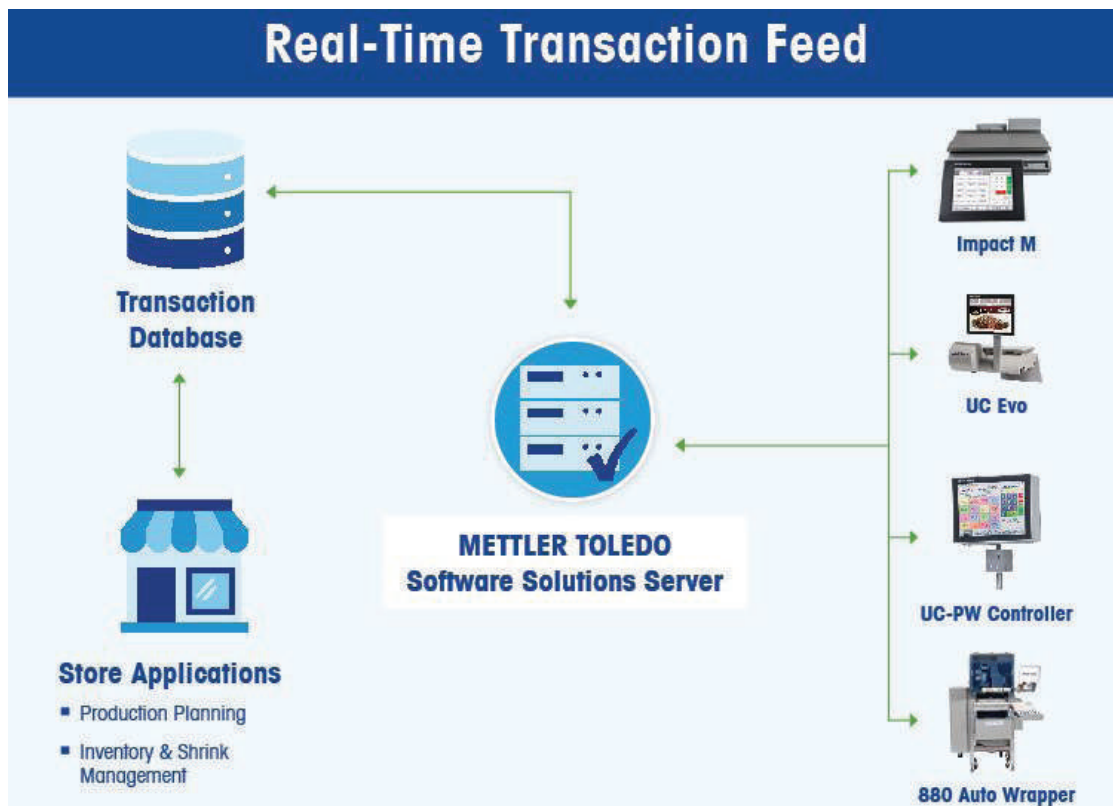 Real-Time Transaction Feed
Transaction
Database
Impact M
UC Evo
METTLER TOLEDO
Software Solutions Server
UC-PW Controller
Store Applications
▪ Production Planning
▪ Inventory & Shrink
Management
880 Auto Wrapper